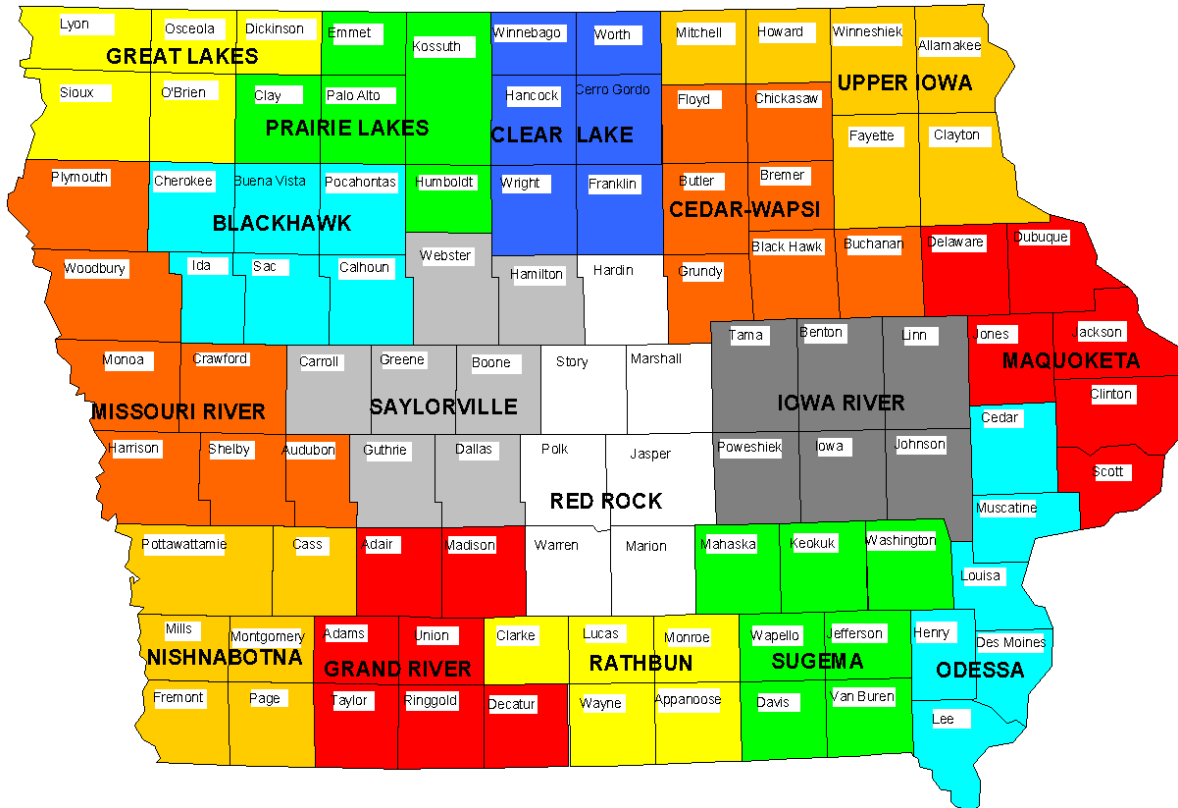 Lyon Osceola Dickinson Emmet Kossuth Winnebago Worth Mitchell Howard Winneshiek Allamakee
GREAT LAKES
UPPER IOWA
Sioux O'Brien Clay Palo Alto Hancock Cerro Gordo Floyd Chickasaw
PRAIRIE LAKES
CLEAR LAKE
Fayette Clayton
Plymouth Cherokee Buena Vista Pocahontas Humboldt Wright Franklin Butler Bremer
BLACKHAWK
CEDAR-WAPSI
Woodbury Ida Sac Calhoun Webster Hamilton Hardin Grundy Black Hawk Buchanan Delaware Dubuque
Monoa Crawford Carroll Greene Boone Story Marshall Tama Benton Linn Jones Jackson
MAQUOKETA
MISSOURI RIVER
SAYLORVILLE
IOWA RIVER
Clinton
Harrison Shelby Audubon Guthrie Dallas Polk Jasper Poweshiek Iowa Johnson Cedar Scott
RED ROCK
Muscatine
Pottawattamie Cass Adair Madison Warren Marion Mahaska Keokuk Washington Louisa
Mills Montgomery Adams Union Clarke Lucas Monroe Wapello Jefferson Henry Des Moines
NISHNABOTNA
GRAND RIVER
RATHBUN
SUGEMA
ODESSA
Fremont Page Taylor Ringgold Decatur Wayne Appanoose Davis Van Buren Lee